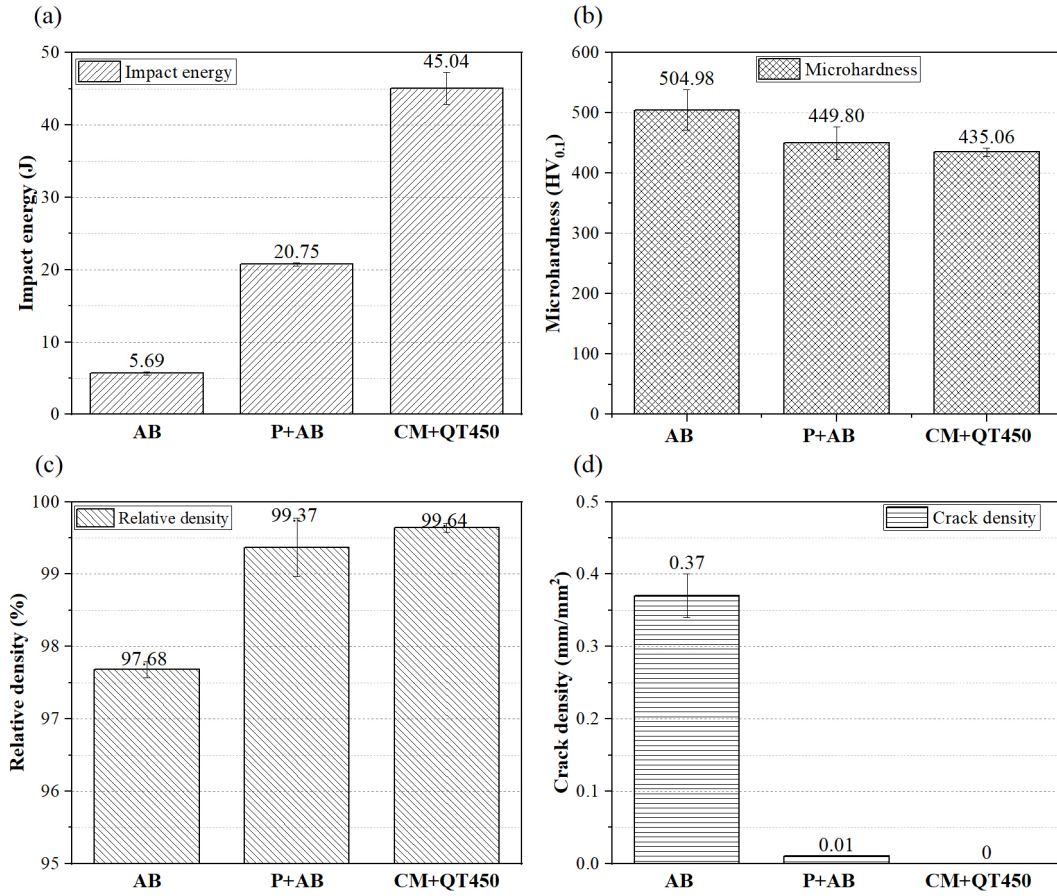 (a)
Impact energy (J)
50
40
30
20
10
0
Impact energy
5.69
20.75
45.04
AB
P+AB
CM+QT450
(b)
Microhardness (HV0.1)
600
500
400
300
200
100
0
Microhardness
504.98
449.80
435.06
AB
P+AB
CM+QT450
(c)
Relative density (%)
100
99
98
97
96
95
Relative density
97.68
99.37
99.64
AB
P+AB
CM+QT450
(d)
Crack density (mm/mm²)
0.5
0.4
0.3
0.2
0.1
0.0
Crack density
0.37
0.01
0
AB
P+AB
CM+QT450